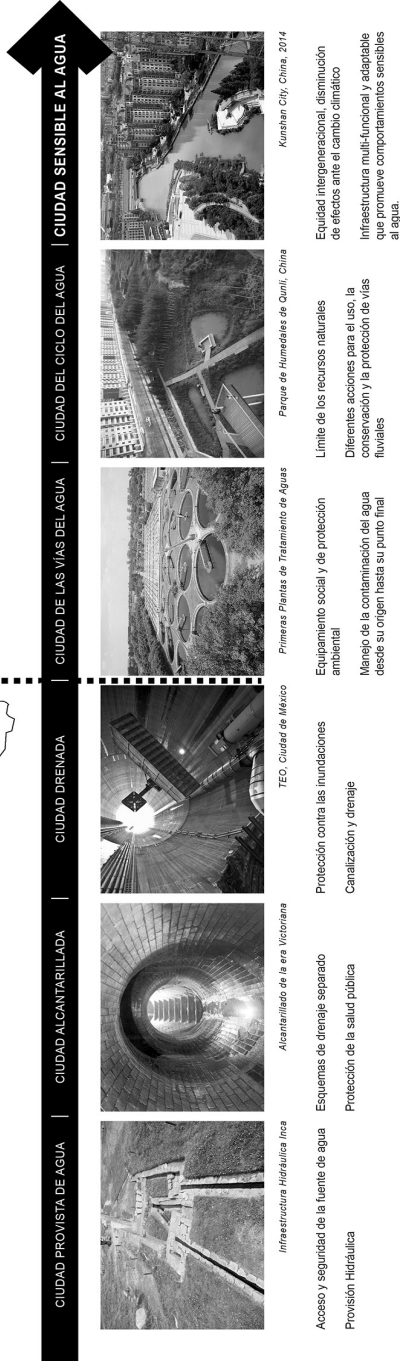 CIUDAD PROVISTA DE AGUA | CIUDAD ALCANTARILLADA | CIUDAD DRENADA | CIUDAD DE LAS VÍAS DEL AGUA | CIUDAD DEL CICLO DEL AGUA | CIUDAD SENSIBLE AL AGUA
Infraestructura Hidráulica Inca
Acceso y seguridad de la fuente de agua
Provisión Hidráulica
Alcantarillado de la era Victoriana
Esquemas de drenaje separado
Protección de la salud pública
TEO, Ciudad de México
Protección contra las inundaciones
Canalización y drenaje
Primeras Plantas de Tratamiento de Aguas
Equipamiento social y de protección
ambiental
Manejo de la contaminación del agua
desde su origen hasta su punto final
Parque de Humedales de Qunli, China
Límite de los recursos naturales
Diferentes acciones para el uso, la
conservación y la protección de vías
fluviales
Kunshan City, China, 2014
Equidad intergeneracional, disminución
de efectos ante el cambio climático
Infraestructura multi-funcional y adaptable
que promueve comportamientos sensibles
al agua.